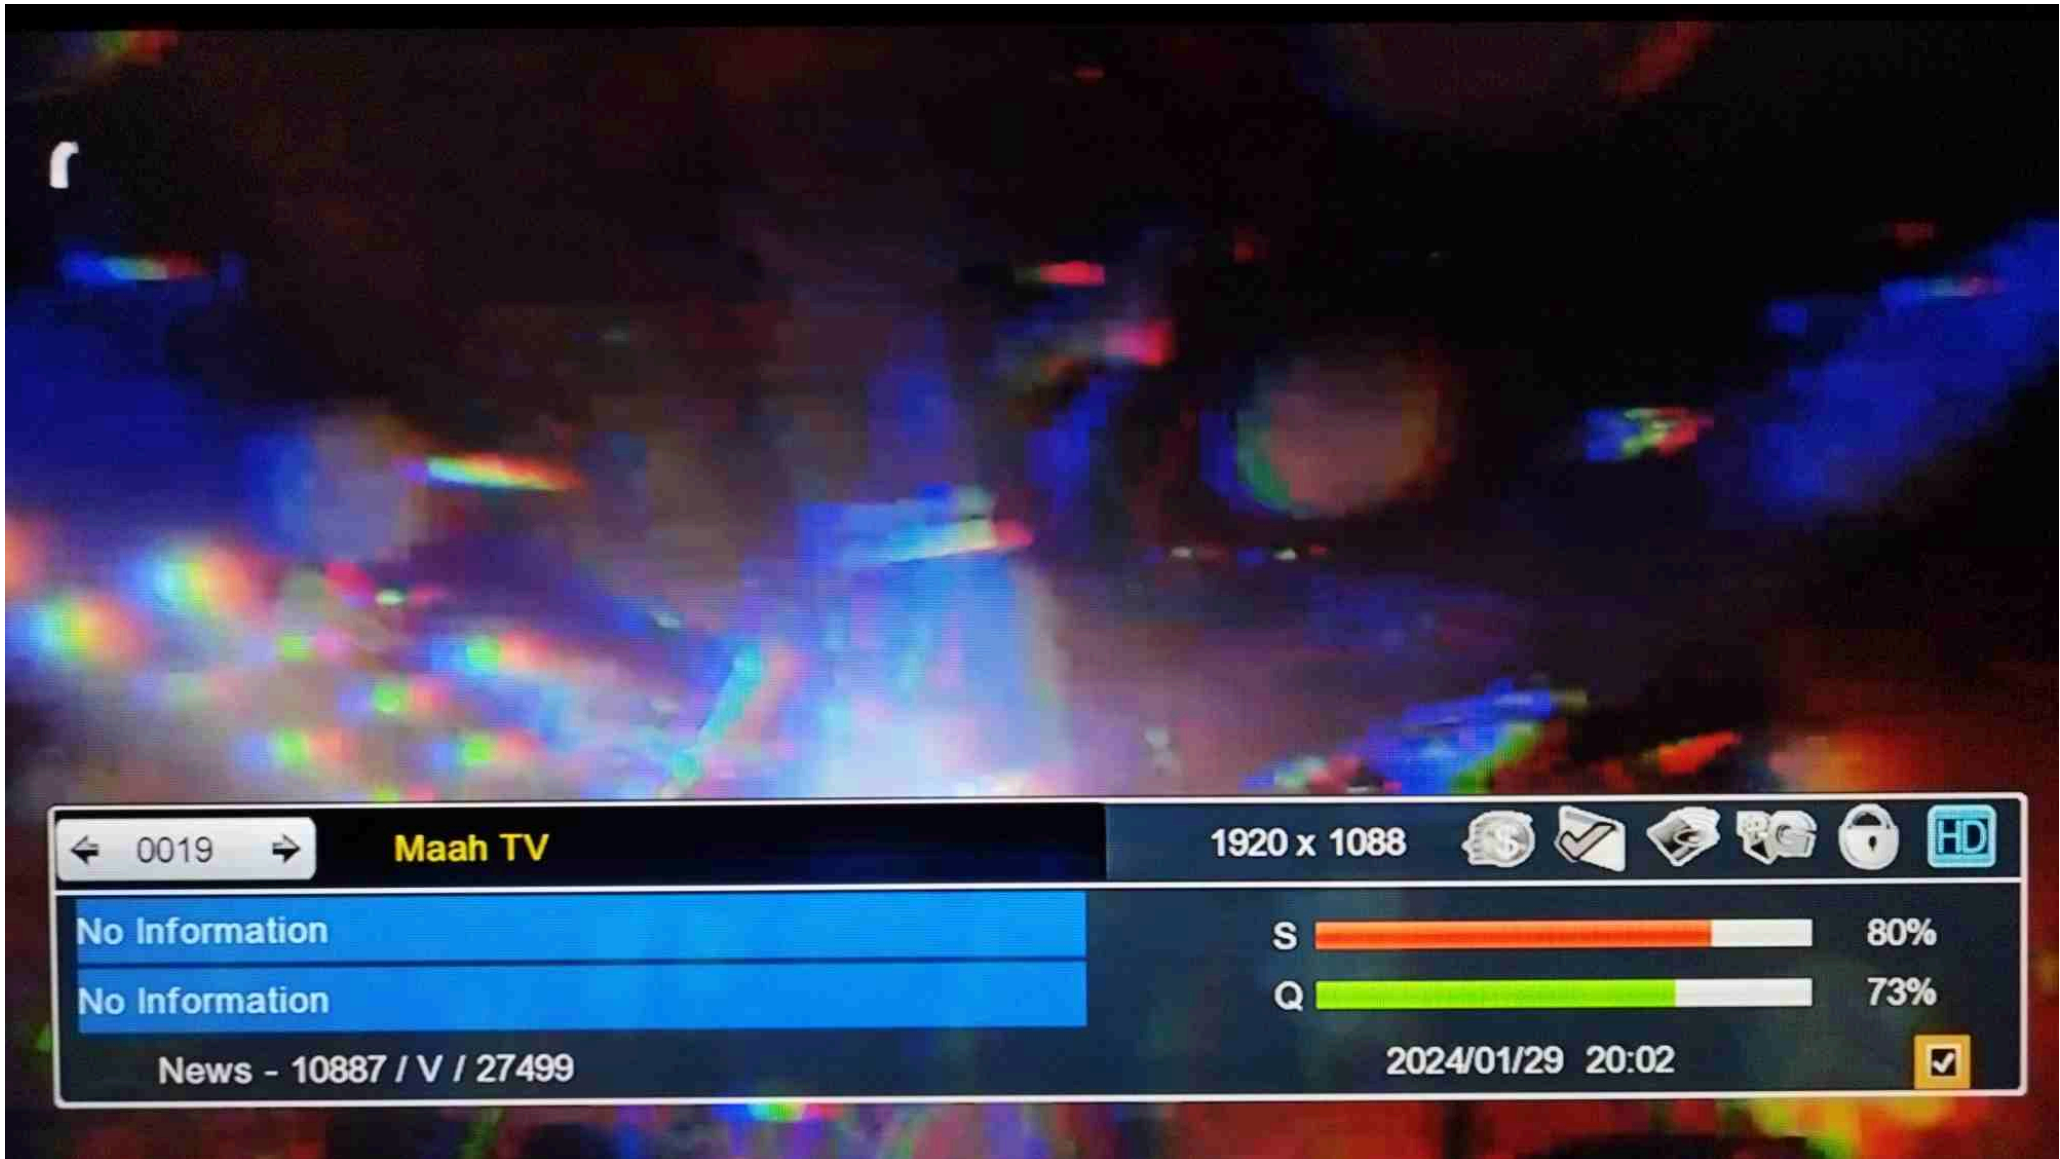 0019
Maah TV
1920 x 1088
HD
No Information
S 80%
No Information
Q 73%
News - 10887 / V / 27499
2024/01/29 20:02